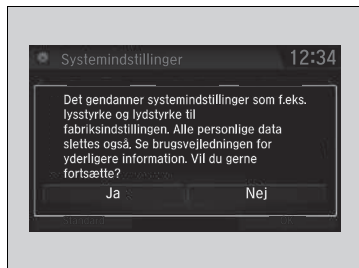 Systemindstillinger 12:34
Det gendanner systemindstillinger som f.eks.
lysstyrke og lydstyrke til
fabriksindstillingen. Alle personlige data
slettes også. Se brugsvejledningen for
yderligere information. Vil du gerne
fortsætte?
Ja Nej